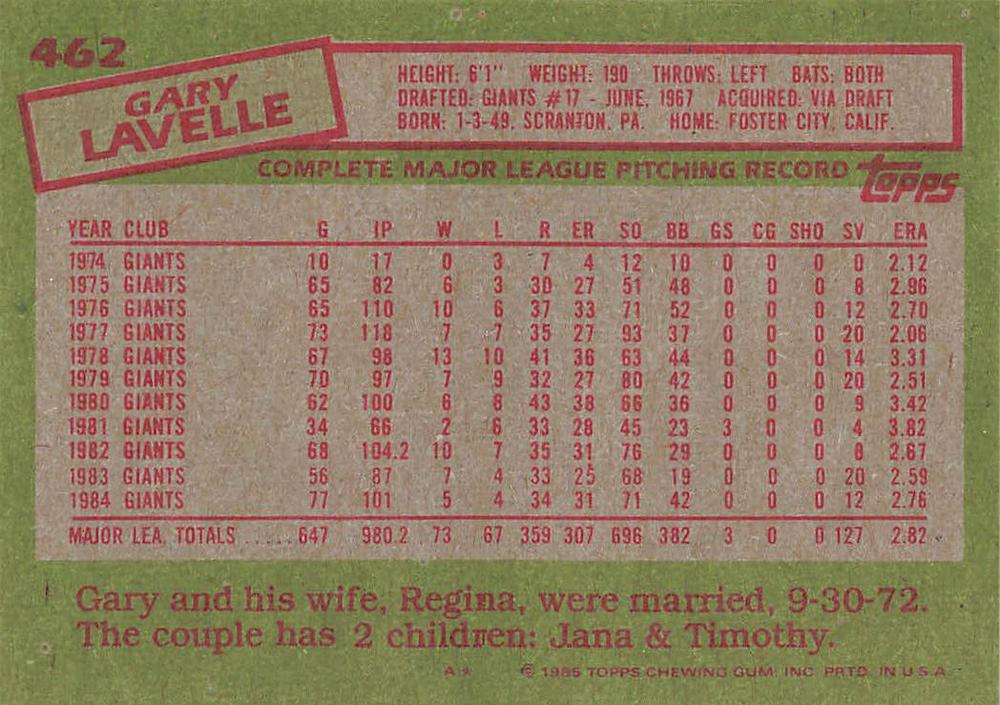 462
GARY
LAVELLE
HEIGHT: 6'1" WEIGHT: 190 THROWS: LEFT BATS: BOTH
DRAFTED: GIANTS #17 - JUNE, 1967 ACQUIRED: VIA DRAFT
BORN: 1-3-49, SCRANTON, PA. HOME: FOSTER CITY, CALIF.
COMPLETE MAJOR LEAGUE PITCHING RECORD topps
YEAR CLUB G IP W L R ER SO BB GS CG SHO SV ERA
1974 GIANTS 10 17 0 3 7 4 12 10 0 0 0 0 2.12
1975 GIANTS 65 82 6 3 30 27 51 48 0 0 0 8 2.96
1976 GIANTS 65 110 10 6 37 33 71 52 0 0 0 12 2.70
1977 GIANTS 73 118 7 7 35 27 93 37 0 0 0 20 2.06
1978 GIANTS 67 98 13 10 41 36 63 44 0 0 0 14 3.31
1979 GIANTS 70 97 7 9 32 27 80 42 0 0 0 20 2.51
1980 GIANTS 62 100 6 8 43 38 66 36 0 0 0 9 3.42
1981 GIANTS 34 66 2 6 33 28 45 23 3 0 0 4 3.82
1982 GIANTS 68 104.2 10 7 35 31 76 29 0 0 0 8 2.67
1983 GIANTS 56 87 7 4 33 25 68 19 0 0 0 20 2.59
1984 GIANTS 77 101 5 4 34 31 71 42 0 0 0 12 2.76
MAJOR LEA. TOTALS .....647 980.2 73 67 359 307 696 382 3 0 0 127 2.82
Gary and his wife, Regina, were married, 9-30-72.
The couple has 2 children: Jana & Timothy.
A* © 1985 TOPPS CHEWING GUM, INC. PRTD. IN U.S.A.